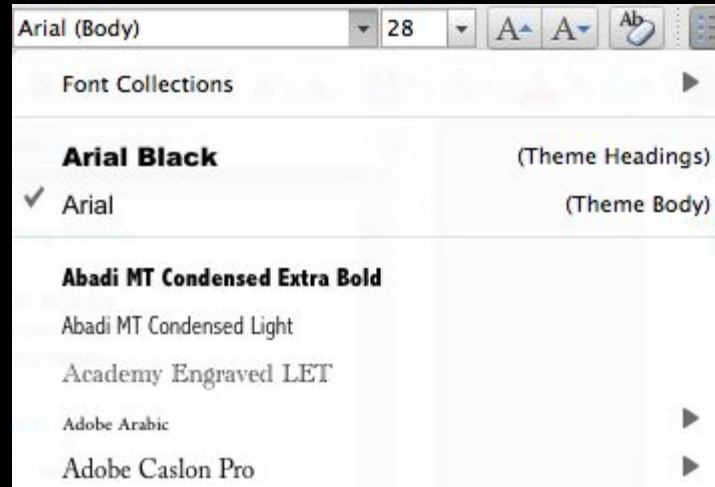 Arial (Body) 28 A A Ab
Font Collections
Arial Black (Theme Headings)
Arial (Theme Body)
Abadi MT Condensed Extra Bold
Abadi MT Condensed Light
Academy Engraved LET
Adobe Arabic
Adobe Caslon Pro